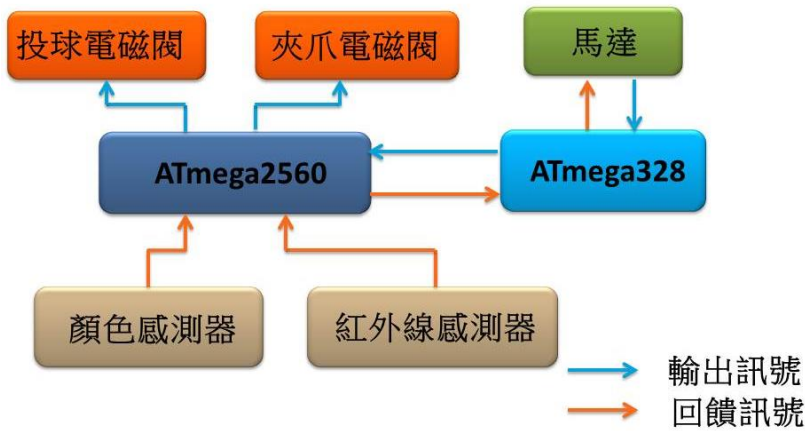 投球電磁閥
夾爪電磁閥
馬達
ATmega2560
ATmega328
顏色感測器
紅外線感測器
輸出訊號
回饋訊號